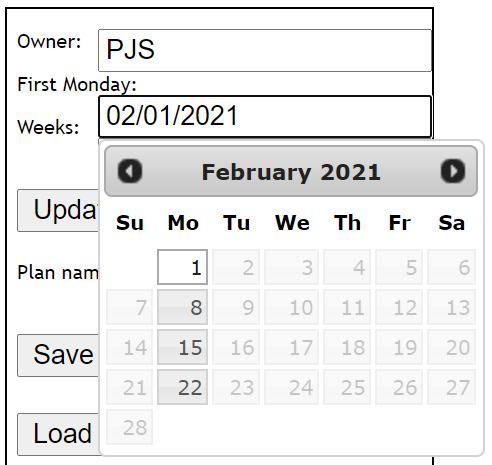 Owner: PJS
First Monday:
Weeks: 02/01/2021
February 2021
Su Mo Tu We Th Fr Sa
1 2 3 4 5 6
7 8 9 10 11 12 13
14 15 16 17 18 19 20
21 22 23 24 25 26 27
28
Upda
Plan nam
Save
Load